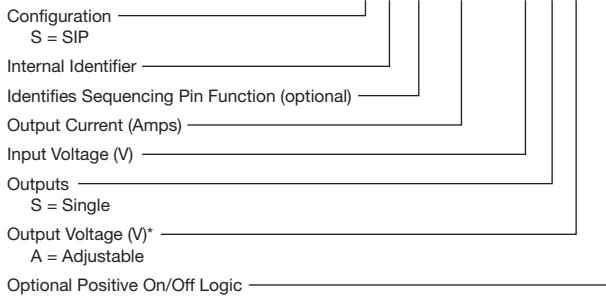 Configuration
S = SIP
Internal Identifier
Identifies Sequencing Pin Function (optional)
Output Current (Amps)
Input Voltage (V)
Outputs
S = Single
Output Voltage (V)*
A = Adjustable
Optional Positive On/Off Logic